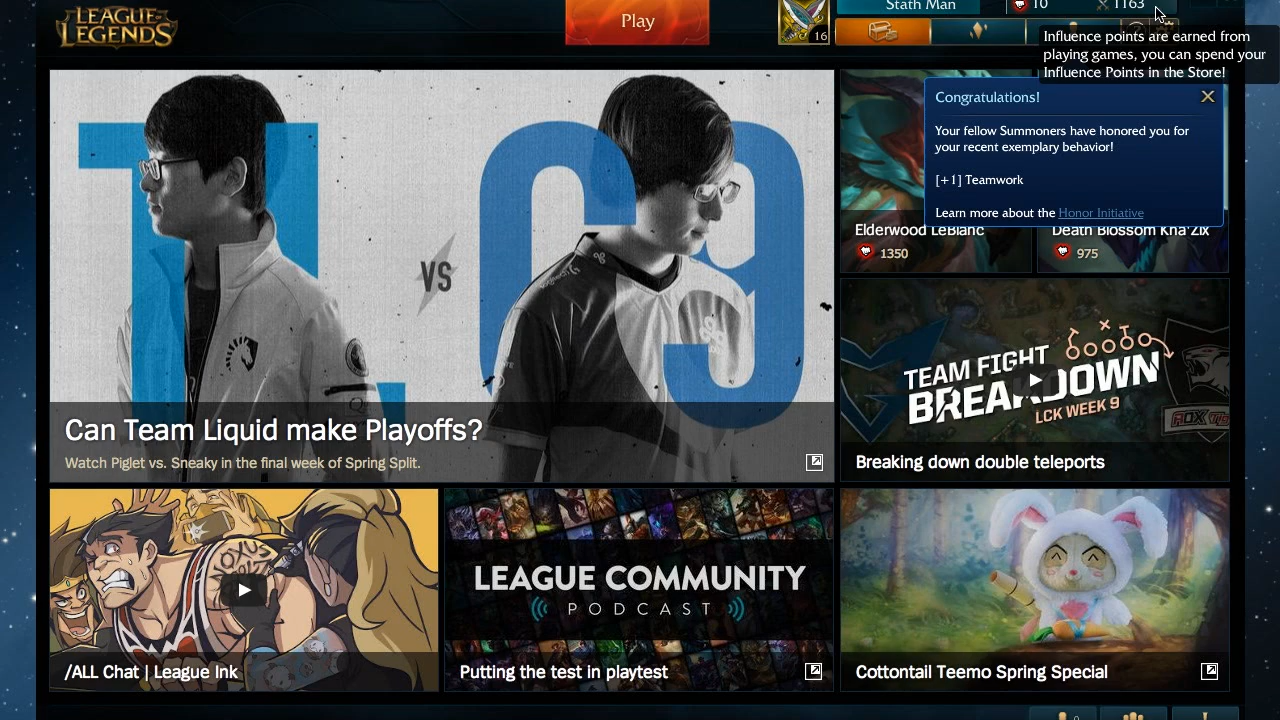 LEAGUE OF
LEGENDS
Play
16
Stath Man
10
1163
Influence points are earned from
playing games, you can spend your
Influence Points in the Store!
Congratulations!
Your fellow Summoners have honored you for
your recent exemplary behavior!
[+1] Teamwork
Learn more about the Honor Initiative
TL
VS
C9
Can Team Liquid make Playoffs?
Watch Piglet vs. Sneaky in the final week of Spring Split.
Elderwood LeBlanc
1350
Death Blossom Kha'Zix
975
TEAM FIGHT
BREAKDOWN
LCK WEEK 9
ROX
Breaking down double teleports
/ALL Chat | League Ink
LEAGUE COMMUNITY
PODCAST
Putting the test in playtest
Cottontail Teemo Spring Special